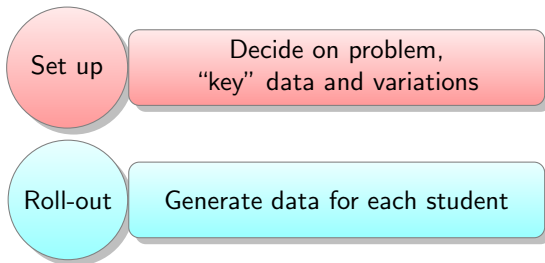 Set up
Decide on problem,
“key” data and variations
Roll-out
Generate data for each student